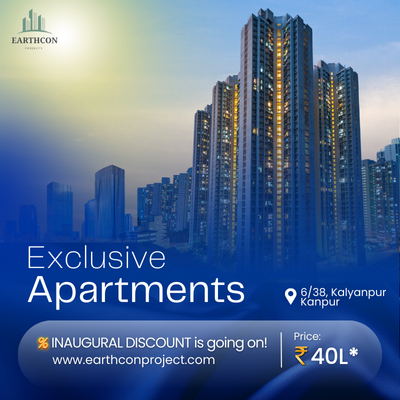 EARTHCON
PROJECTS
Exclusive
Apartments
6/38, Kalyanpur
Kanpur
% INAUGURAL DISCOUNT is going on!
www.earthconproject.com
Price:
₹ 40L*